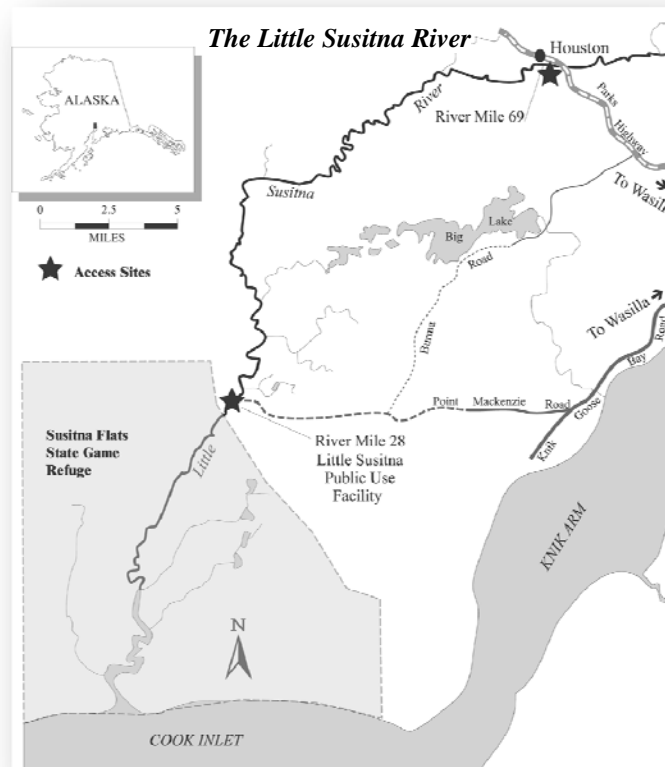 The Little Susitna River
Houston
ALASKA
River Mile 69
River
Parks
Highway
To Wasilla
Susitna
0 2.5 5
MILES
Access Sites
Big
Lake
Road
Burma
To Wasilla
Knik
Goose
Bay
Road
Point Mackenzie Road
River Mile 28
Little Susitna
Public Use
Facility
Susitna Flats
State Game
Refuge
Little
KNIK ARM
N
COOK INLET